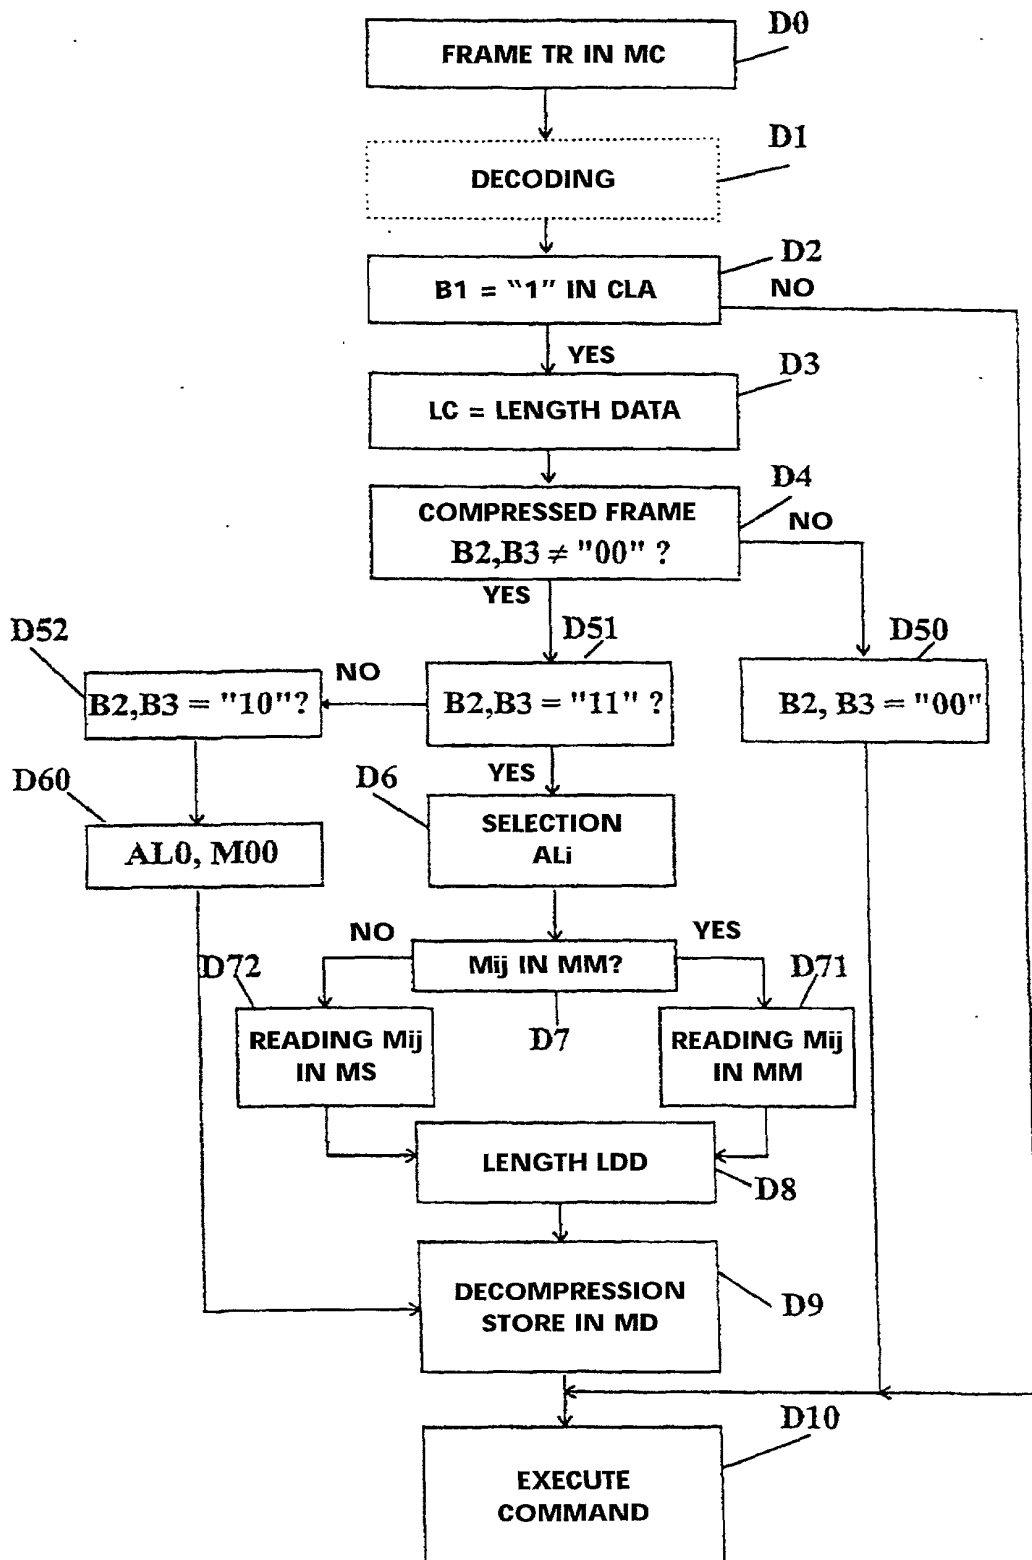 D0
FRAME TR IN MC
D1
DECODING
D2
B1 = "1" IN CLA
NO
YES
D3
LC = LENGTH DATA
D4
COMPRESSED FRAME
B2,B3 ≠ "00" ?
NO
YES
D52
D51
D50
NO
B2,B3 = "10"?
B2,B3 = "11" ?
B2, B3 = "00"
YES
D60
D6
AL0, M00
SELECTION
ALi
NO
YES
D72
Mij IN MM?
D71
D7
READING Mij
IN MS
READING Mij
IN MM
LENGTH LDD
D8
DECOMPRESSION
STORE IN MD
D9
D10
EXECUTE
COMMAND